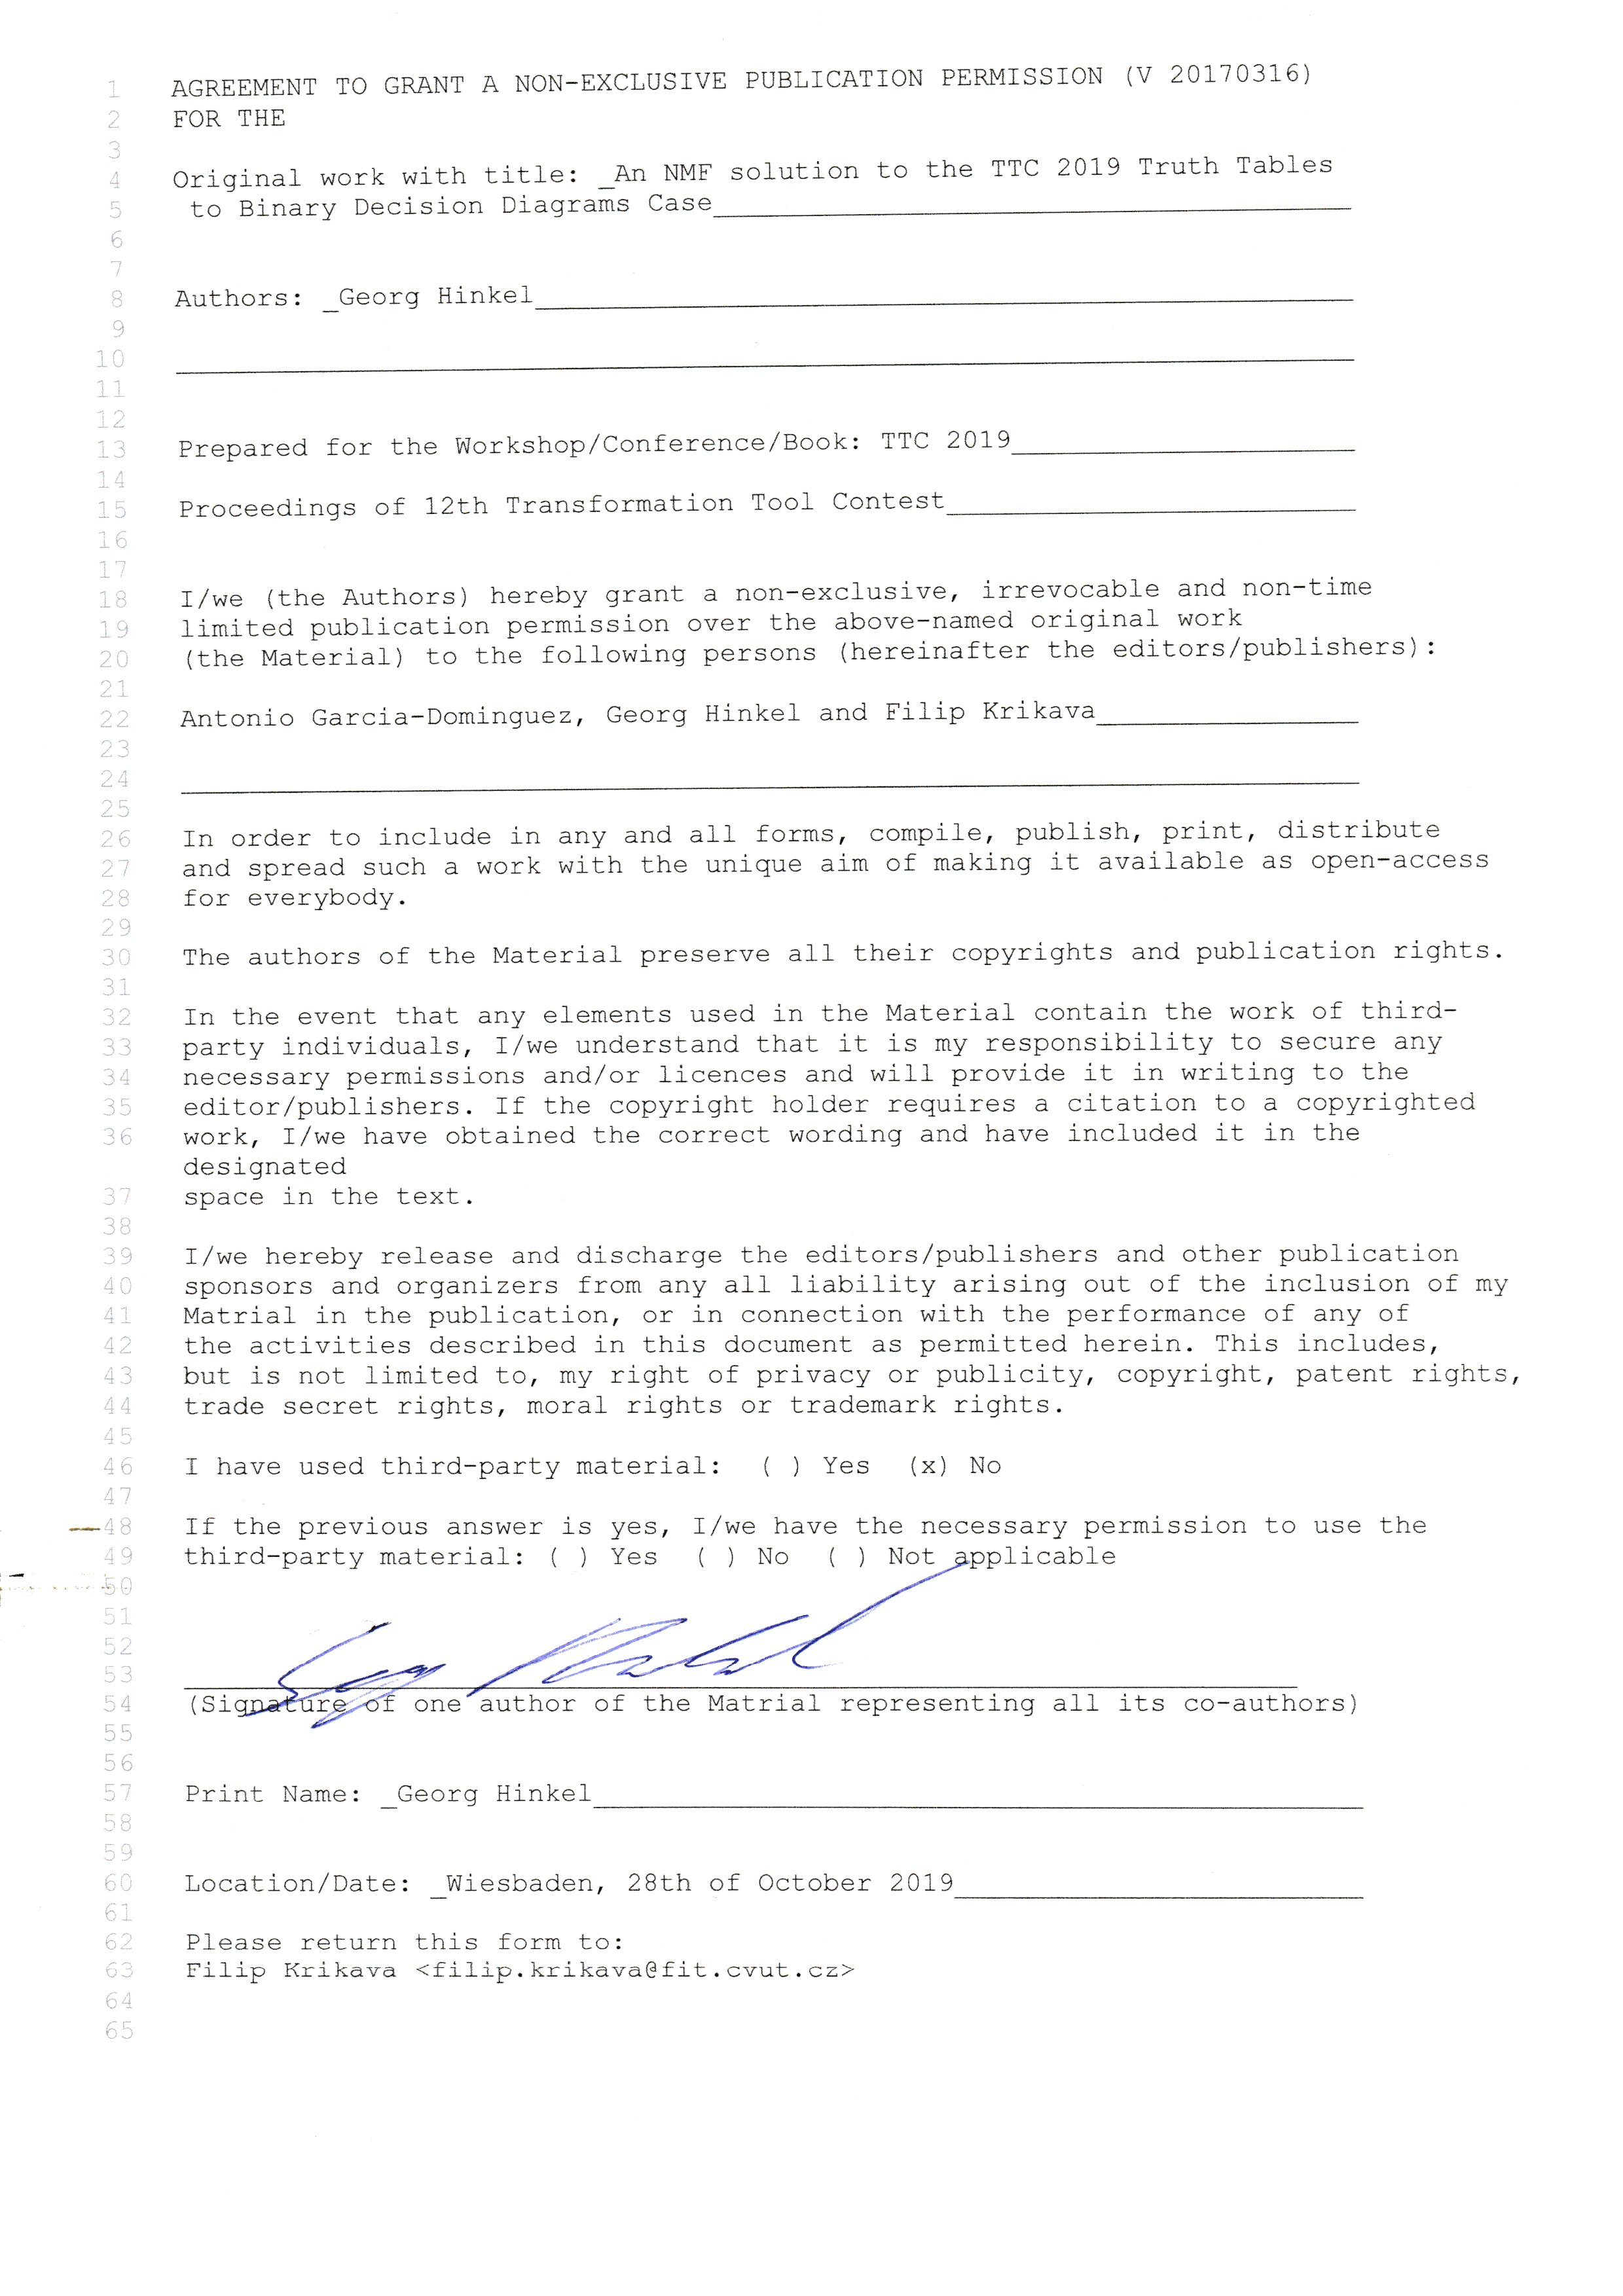 1 AGREEMENT TO GRANT A NON-EXCLUSIVE PUBLICATION PERMISSION (V 20170316)
2 FOR THE
3
4 Original work with title: _An NMF solution to the TTC 2019 Truth Tables
5 to Binary Decision Diagrams Case
6
7
8 Authors: _Georg Hinkel
9
10
11
12
13 Prepared for the Workshop/Conference/Book: TTC 2019
14
15 Proceedings of 12th Transformation Tool Contest
16
17
18 I/we (the Authors) hereby grant a non-exclusive, irrevocable and non-time
19 limited publication permission over the above-named original work
20 (the Material) to the following persons (hereinafter the editors/publishers):
21
22 Antonio Garcia-Dominguez, Georg Hinkel and Filip Krikava
23
24
25
26 In order to include in any and all forms, compile, publish, print, distribute
27 and spread such a work with the unique aim of making it available as open-access
28 for everybody.
29
30 The authors of the Material preserve all their copyrights and publication rights.
31
32 In the event that any elements used in the Material contain the work of third-
33 party individuals, I/we understand that it is my responsibility to secure any
34 necessary permissions and/or licences and will provide it in writing to the
35 editor/publishers. If the copyright holder requires a citation to a copyrighted
36 work, I/we have obtained the correct wording and have included it in the
designated
37 space in the text.
38
39 I/we hereby release and discharge the editors/publishers and other publication
40 sponsors and organizers from any all liability arising out of the inclusion of my
41 Matrial in the publication, or in connection with the performance of any of
42 the activities described in this document as permitted herein. This includes,
43 but is not limited to, my right of privacy or publicity, copyright, patent rights,
44 trade secret rights, moral rights or trademark rights.
45
46 I have used third-party material: ( ) Yes (x) No
47
48 If the previous answer is yes, I/we have the necessary permission to use the
49 third-party material: ( ) Yes ( ) No ( ) Not applicable
50
51
52
53
54 (Signature of one author of the Matrial representing all its co-authors)
55
56
57 Print Name: _Georg Hinkel
58
59
60 Location/Date: _Wiesbaden, 28th of October 2019
61
62 Please return this form to:
63 Filip Krikava <filip.krikava@fit.cvut.cz>
64
65